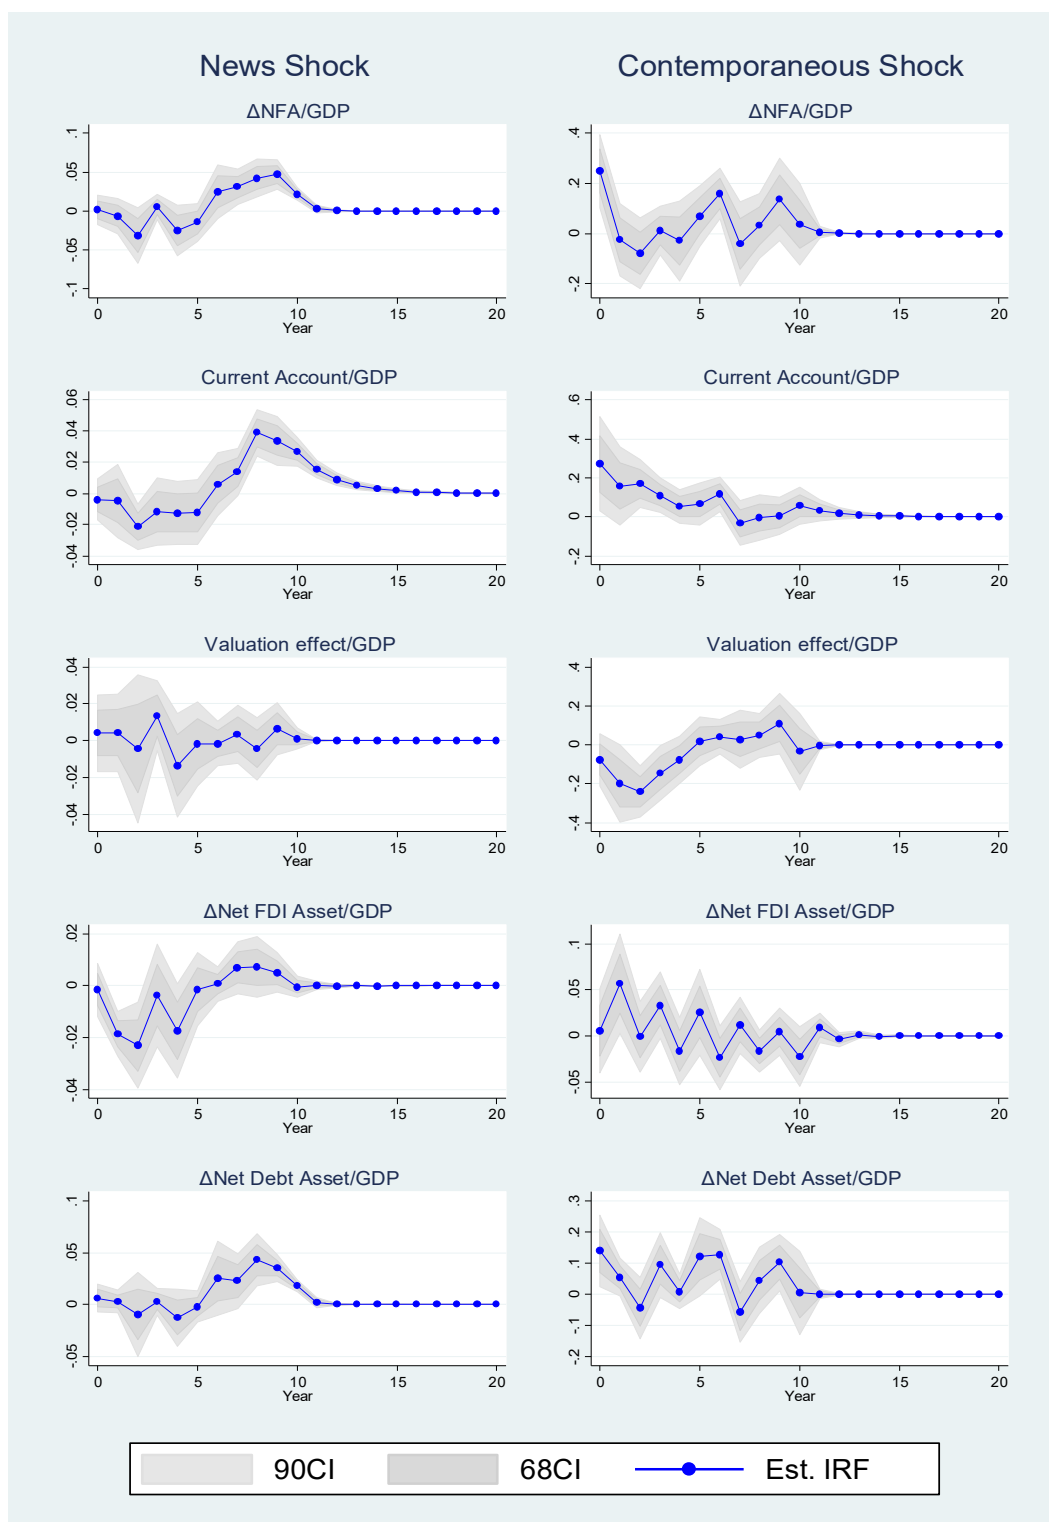 News Shock
Contemporaneous Shock
ΔNFA/GDP
.1
.05
0
-.05
-.1
0 5 10 15 20
Year
ΔNFA/GDP
.4
.2
0
-.2
0 5 10 15 20
Year
Current Account/GDP
.06
.04
.02
0
-.02
-.04
0 5 10 15 20
Year
Current Account/GDP
.6
.4
.2
0
-.2
0 5 10 15 20
Year
Valuation effect/GDP
.04
.02
0
-.02
-.04
0 5 10 15 20
Year
Valuation effect/GDP
.4
.2
0
-.2
-.4
0 5 10 15 20
Year
ΔNet FDI Asset/GDP
.02
0
-.02
-.04
0 5 10 15 20
Year
ΔNet FDI Asset/GDP
.1
.05
0
-.05
0 5 10 15 20
Year
ΔNet Debt Asset/GDP
.1
.05
0
-.05
0 5 10 15 20
Year
ΔNet Debt Asset/GDP
.3
.2
.1
0
-.1
-.2
0 5 10 15 20
Year
90CI 68CI Est. IRF